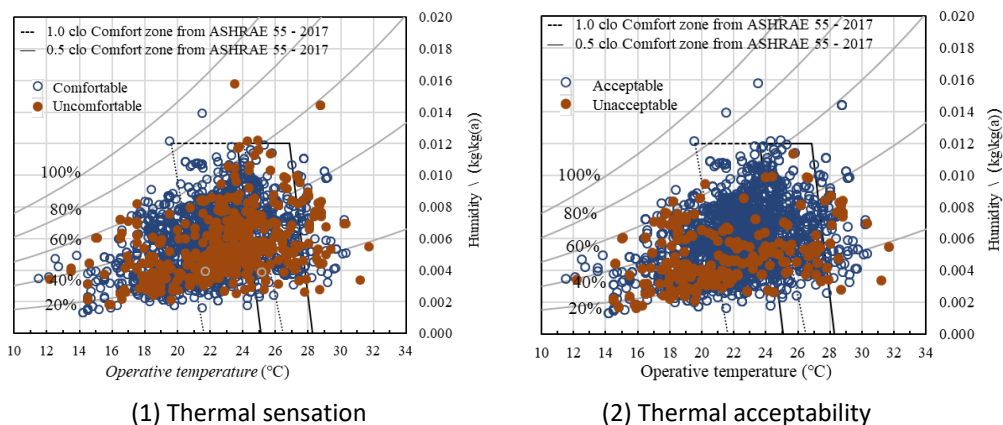 1.0 clo Comfort zone from ASHRAE 55 - 2017
0.5 clo Comfort zone from ASHRAE 55 - 2017
Comfortable
Uncomfortable
100%
80%
60%
40%
20%
0.020
0.018
0.016
0.014
0.012
0.010
0.008
0.006
0.004
0.002
0.000
Humidity \ (kg\kg(a))
10 12 14 16 18 20 22 24 26 28 30 32 34
Operative temperature (℃)
(1) Thermal sensation
1.0 clo Comfort zone from ASHRAE 55 - 2017
0.5 clo Comfort zone from ASHRAE 55 - 2017
Acceptable
Unacceptable
100%
80%
60%
40%
20%
0.020
0.018
0.016
0.014
0.012
0.010
0.008
0.006
0.004
0.002
0.000
Humidity \ (kg\kg(a))
10 12 14 16 18 20 22 24 26 28 30 32 34
Operative temperature (℃)
(2) Thermal acceptability